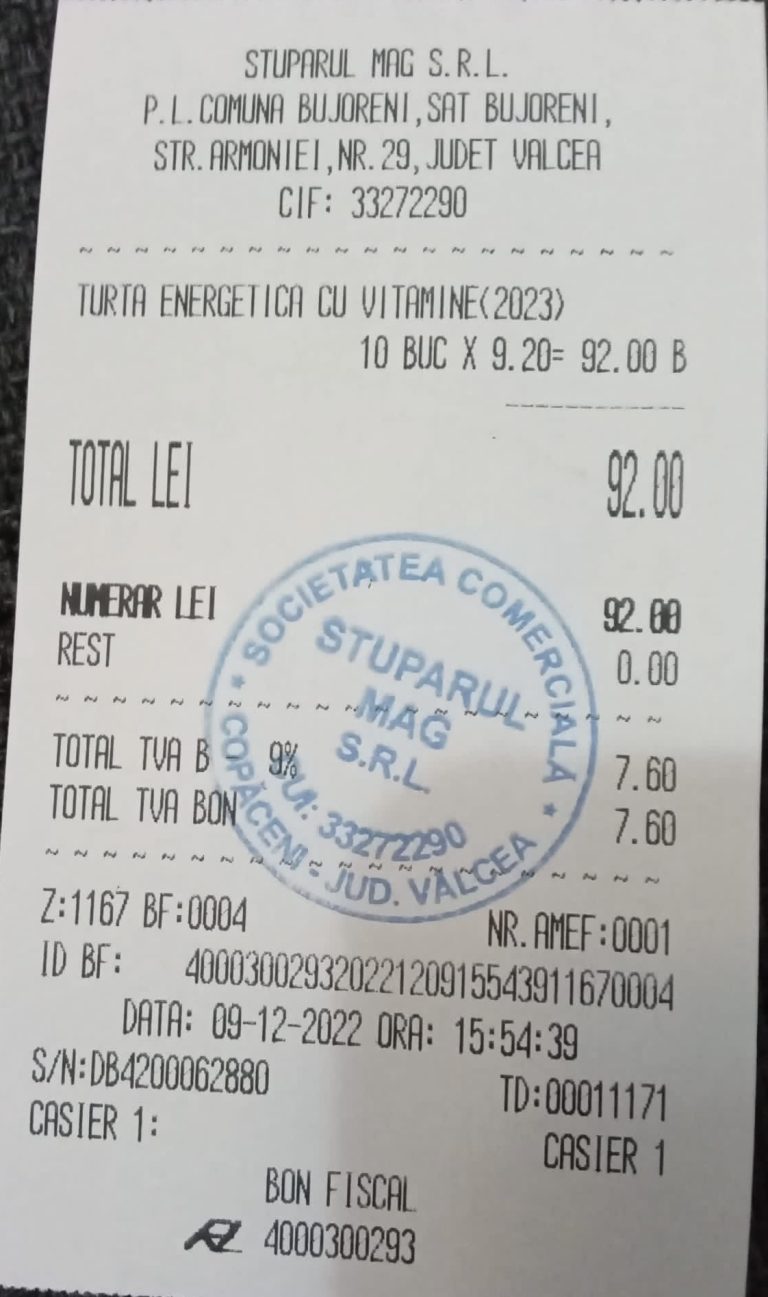 STUPARUL MAG S.R.L.
P.L.COMUNA BUJORENI,SAT BUJORENI,
STR.ARMONIEI,NR.29,JUDET VALCEA
CIF: 33272290
~ ~ ~ ~ ~ ~ ~ ~ ~ ~ ~ ~ ~ ~ ~ ~ ~ ~ ~ ~ ~
TURTA ENERGETICA CU VITAMINE(2023)
10 BUC X 9.20= 92.00 B
TOTAL LEI 92.00
NUMERAR LEI 92.00
REST 0.00
~ ~ ~ ~ ~ ~ ~ ~ ~ ~ ~ ~ ~ ~ ~ ~ ~ ~ ~ ~ ~
TOTAL TVA B - 9% 7.60
TOTAL TVA BON 7.60
~ ~ ~ ~ ~ ~ ~ ~ ~ ~ ~ ~ ~ ~ ~ ~ ~ ~ ~ ~ ~
Z:1167 BF:0004 NR.AMEF:0001
ID BF: 40003002932022120915543911670004
DATA: 09-12-2022 ORA: 15:54:39
S/N:DB4200062880 TD:00011171
CASIER 1: CASIER 1
BON FISCAL
4000300293
* SOCIETATEA COMERCIALĂ *
STUPARUL
MAG
S.R.L.
CUI: 33272290
COPĂCENI - JUD. VÂLCEA